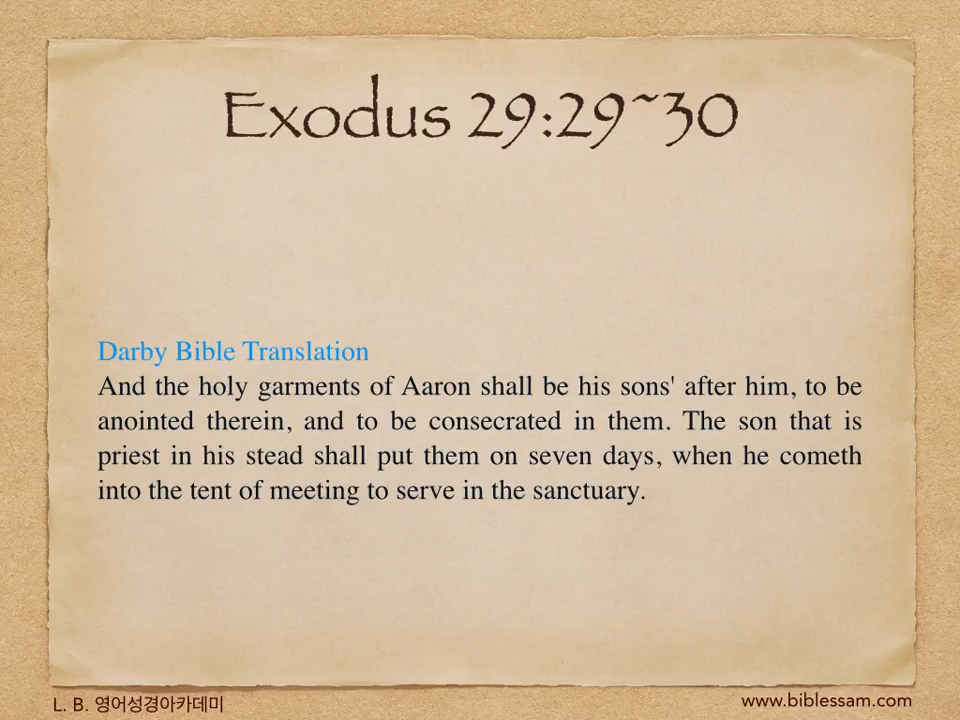 Exodus 29:29~30
Darby Bible Translation
And the holy garments of Aaron shall be his sons' after him, to be
anointed therein, and to be consecrated in them. The son that is
priest in his stead shall put them on seven days, when he cometh
into the tent of meeting to serve in the sanctuary.
L. B. 영어성경아카데미
www.biblessam.com